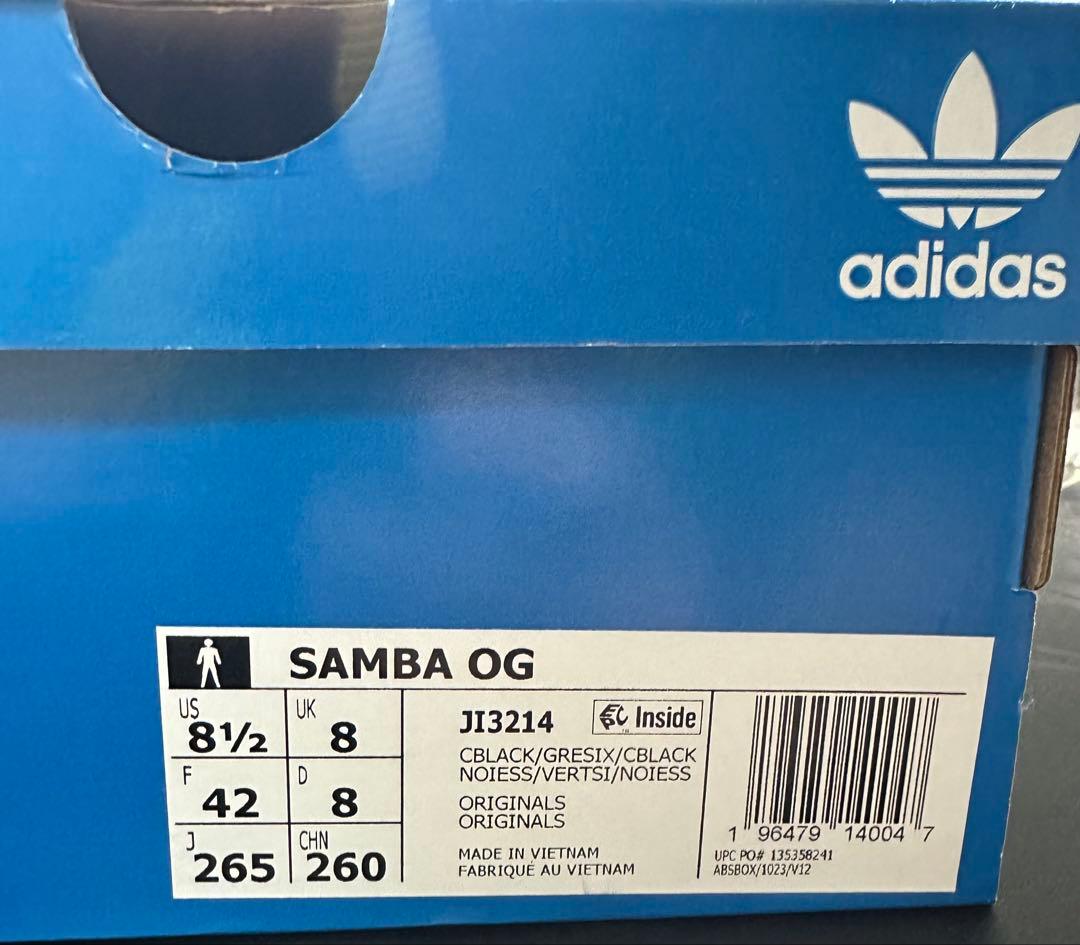 adidas
SAMBA OG
US 8½ UK 8
F 42 D 8
J 265 CHN 260
JI3214 Inside
CBLACK/GRESIX/CBLACK
NOIESS/VERTSI/NOIESS
ORIGINALS
ORIGINALS
MADE IN VIETNAM
FABRIQUÉ AU VIETNAM
1 96479 14004 7
UPC PO# 135358241
ABSBOX/1023/V12